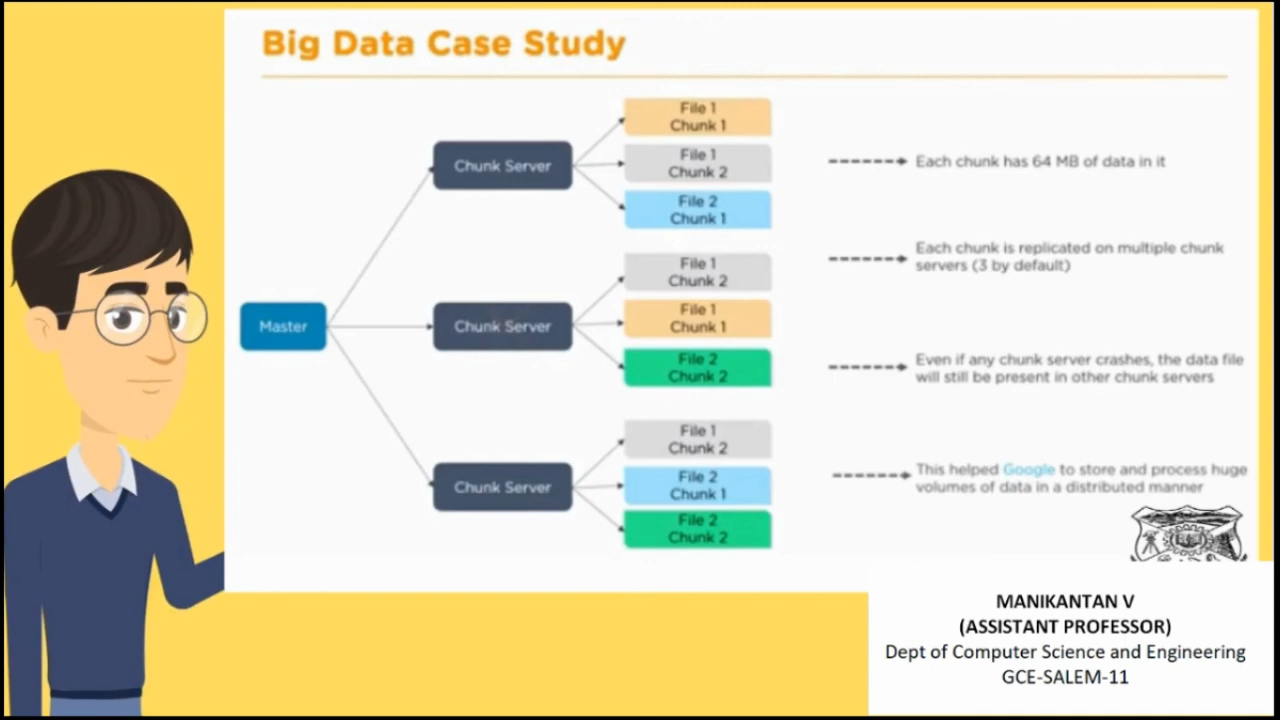 Big Data Case Study
Master
Chunk Server
File 1
Chunk 1
File 1
Chunk 2
File 2
Chunk 1
Chunk Server
File 1
Chunk 2
File 1
Chunk 1
File 2
Chunk 2
Chunk Server
File 1
Chunk 2
File 2
Chunk 1
File 2
Chunk 2
Each chunk has 64 MB of data in it
Each chunk is replicated on multiple chunk
servers (3 by default)
Even if any chunk server crashes, the data file
will still be present in other chunk servers
This helped Google to store and process huge
volumes of data in a distributed manner
MANIKANTAN V
(ASSISTANT PROFESSOR)
Dept of Computer Science and Engineering
GCE-SALEM-11